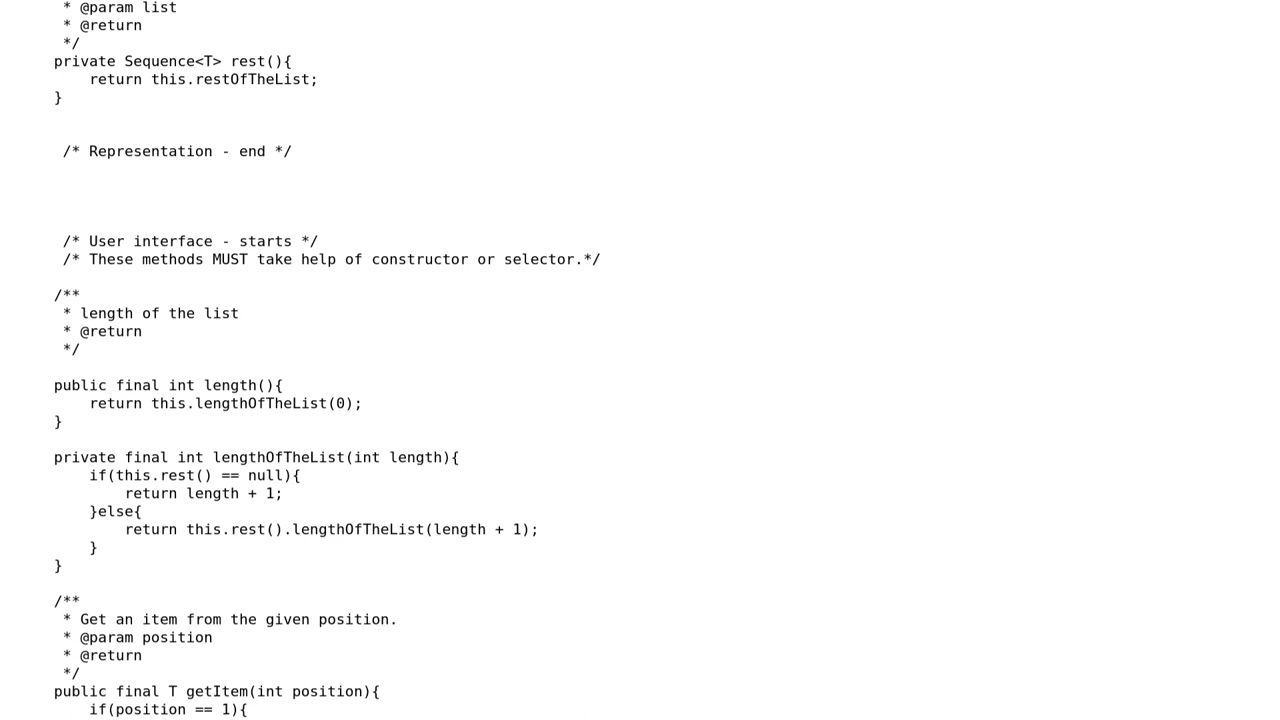 * @param list
 * @return
 */
private Sequence<T> rest(){
    return this.restOfTheList;
}
 /* Representation - end */
 /* User interface - starts */
 /* These methods MUST take help of constructor or selector.*/
/**
 * length of the list
 * @return
 */
public final int length(){
    return this.lengthOfTheList(0);
}
private final int lengthOfTheList(int length){
    if(this.rest() == null){
        return length + 1;
    }else{
        return this.rest().lengthOfTheList(length + 1);
    }
}
/**
 * Get an item from the given position.
 * @param position
 * @return
 */
public final T getItem(int position){
    if(position == 1){